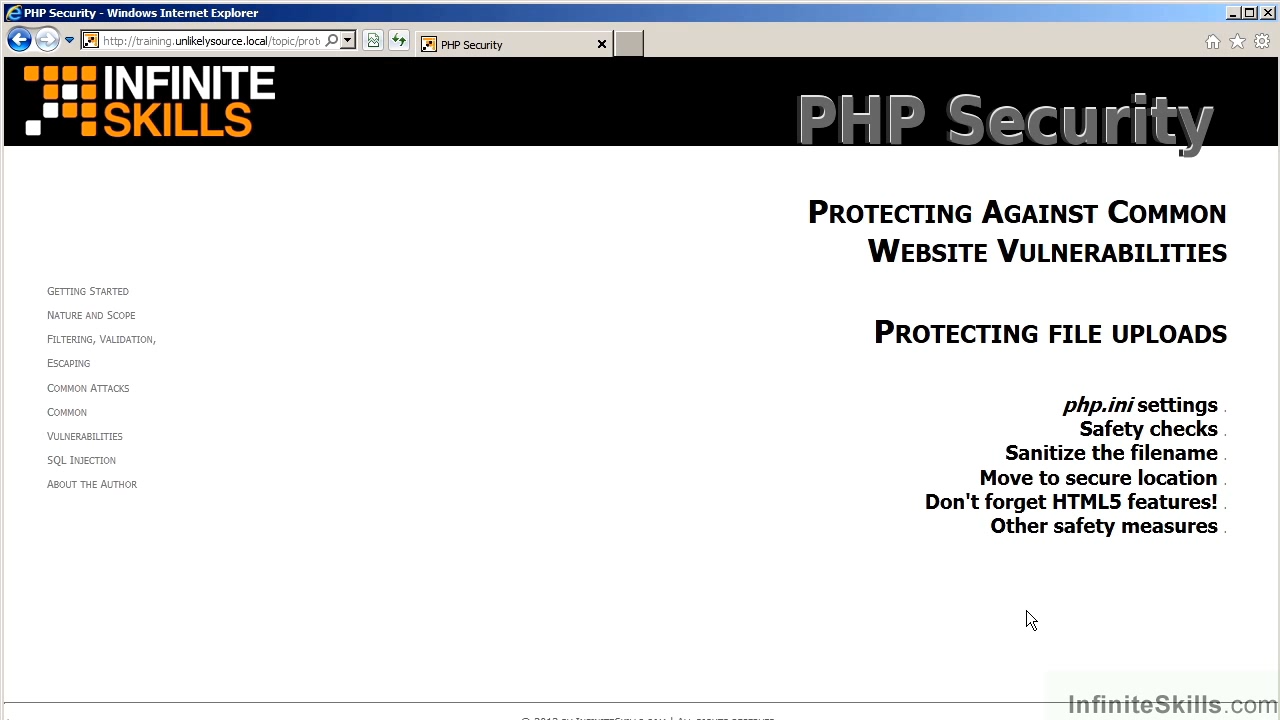 PHP Security - Windows Internet Explorer
http://training.unlikelysource.local/topic/prot
PHP Security
INFINITE
SKILLS
PHP Security
Protecting Against Common
Website Vulnerabilities
Protecting file uploads
Getting Started
Nature and Scope
Filtering, Validation,
Escaping
Common Attacks
Common
Vulnerabilities
SQL Injection
About the Author
php.ini settings .
Safety checks .
Sanitize the filename .
Move to secure location .
Don't forget HTML5 features! .
Other safety measures .
InfiniteSkills.com